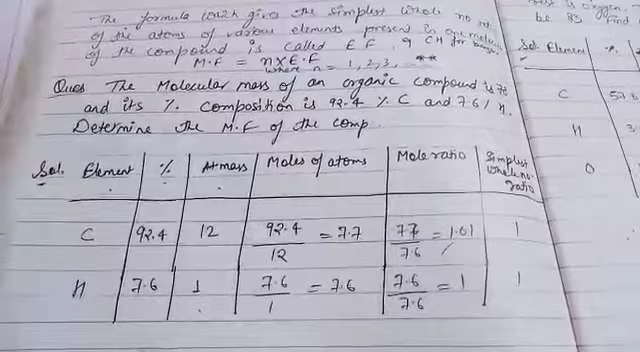 - The formula which gives the simplest whole no
of the atoms of various elements present in one
of the compound is called E F. e.g CH for
M.F = n×E.F
where n = 1, 2, 3, **
Ques The Molecular mass of an organic compound is 78
and its % composition is 92.4 % C and 7.6 % H.
Determine the M.F of the comp.
Sol. Element % At mass Moles of atoms Mole ratio Simplest whole no. ratio
C 92.4 12 92.4/12 = 7.7 7.7/7.6 = 1.01 1
H 7.6 1 7.6/1 = 7.6 7.6/7.6 = 1 1
is oxygen.
be 83 find
Sol. Element %
C
H 3
O